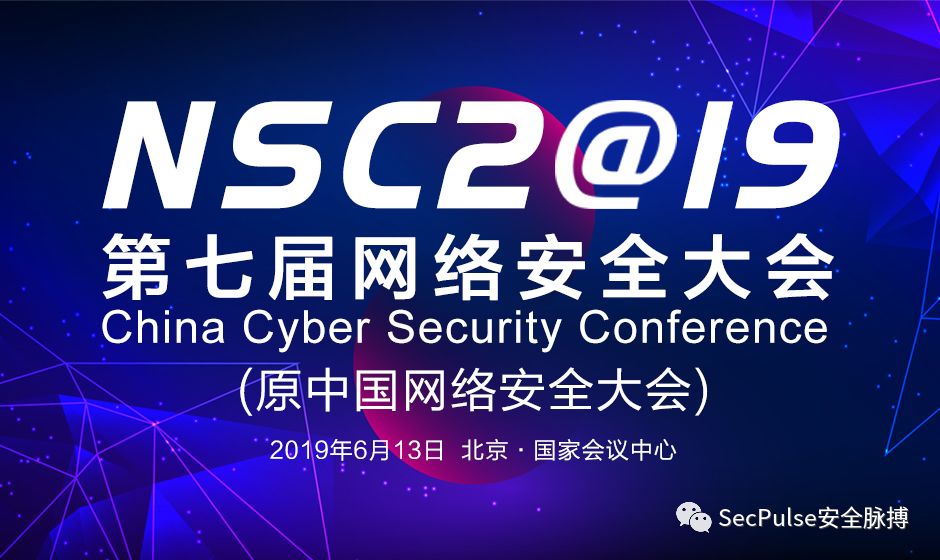 NSC2@19
第七届网络安全大会
China Cyber Security Conference
(原中国网络安全大会)
2019年6月13日 北京·国家会议中心
SecPulse安全脉搏